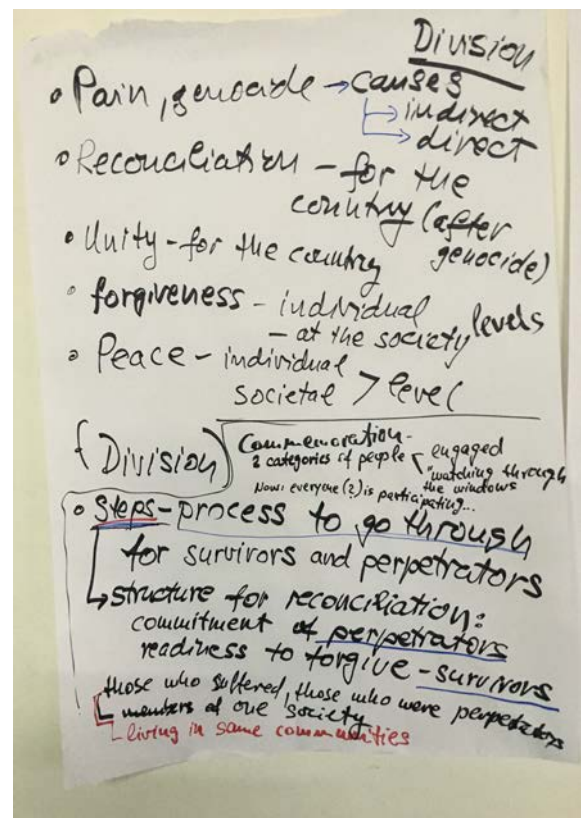 Division
• Pain, genocide → causes
→ indirect
→ direct
• Reconciliation - for the
country (after
genocide)
• Unity - for the country
• forgiveness - individual
- at the society levels
• Peace - individual
societal > level
(Division)
Commemoration -
2 categories of people < engaged
"watching through
the windows
Now: everyone (?) is participating...
• Steps - process to go through
for survivors and perpetrators
→ structure for reconciliation:
commitment of perpetrators
readiness to forgive - survivors
those who suffered, those who were perpetrators
members of one society
living in same communities